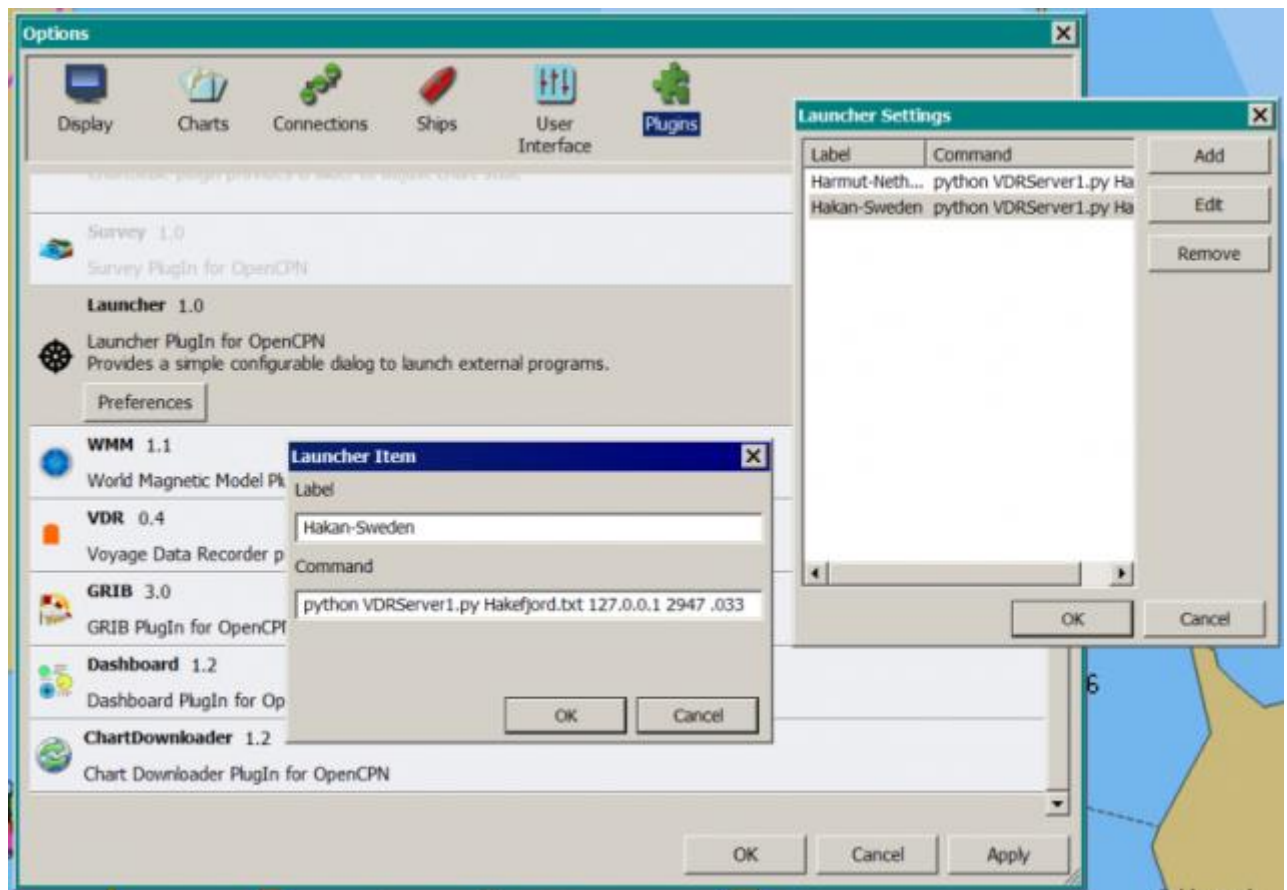 Options
Display
Charts
Connections
Ships
User
Interface
Plugins
Survey 1.0
Survey PlugIn for OpenCPN
Launcher 1.0
Launcher PlugIn for OpenCPN
Provides a simple configurable dialog to launch external programs.
Preferences
WMM 1.1
World Magnetic Model
VDR 0.4
Voyage Data Recorder p
GRIB 3.0
GRIB PlugIn for OpenCP
Dashboard 1.2
Dashboard PlugIn for Op
ChartDownloader 1.2
Chart Downloader PlugIn for OpenCPN
OK
Cancel
Apply
Launcher Item
Label
Hakan-Sweden
Command
python VDRServer1.py Hakefjord.txt 127.0.0.1 2947 .033
OK
Cancel
Launcher Settings
Label Command
Harmut-Neth... python VDRServer1.py Ha
Hakan-Sweden python VDRServer1.py Ha
Add
Edit
Remove
OK
Cancel
6